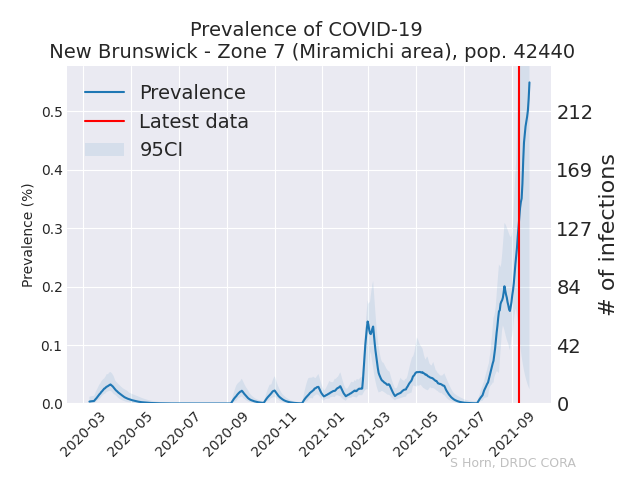 Prevalence of COVID-19
New Brunswick - Zone 7 (Miramichi area), pop. 42440
Prevalence
Latest data
95CI
0.5
0.4
0.3
0.2
0.1
0.0
Prevalence (%)
212
169
127
84
42
0
# of infections
2020-03
2020-05
2020-07
2020-09
2020-11
2021-01
2021-03
2021-05
2021-07
2021-09
S Horn, DRDC CORA